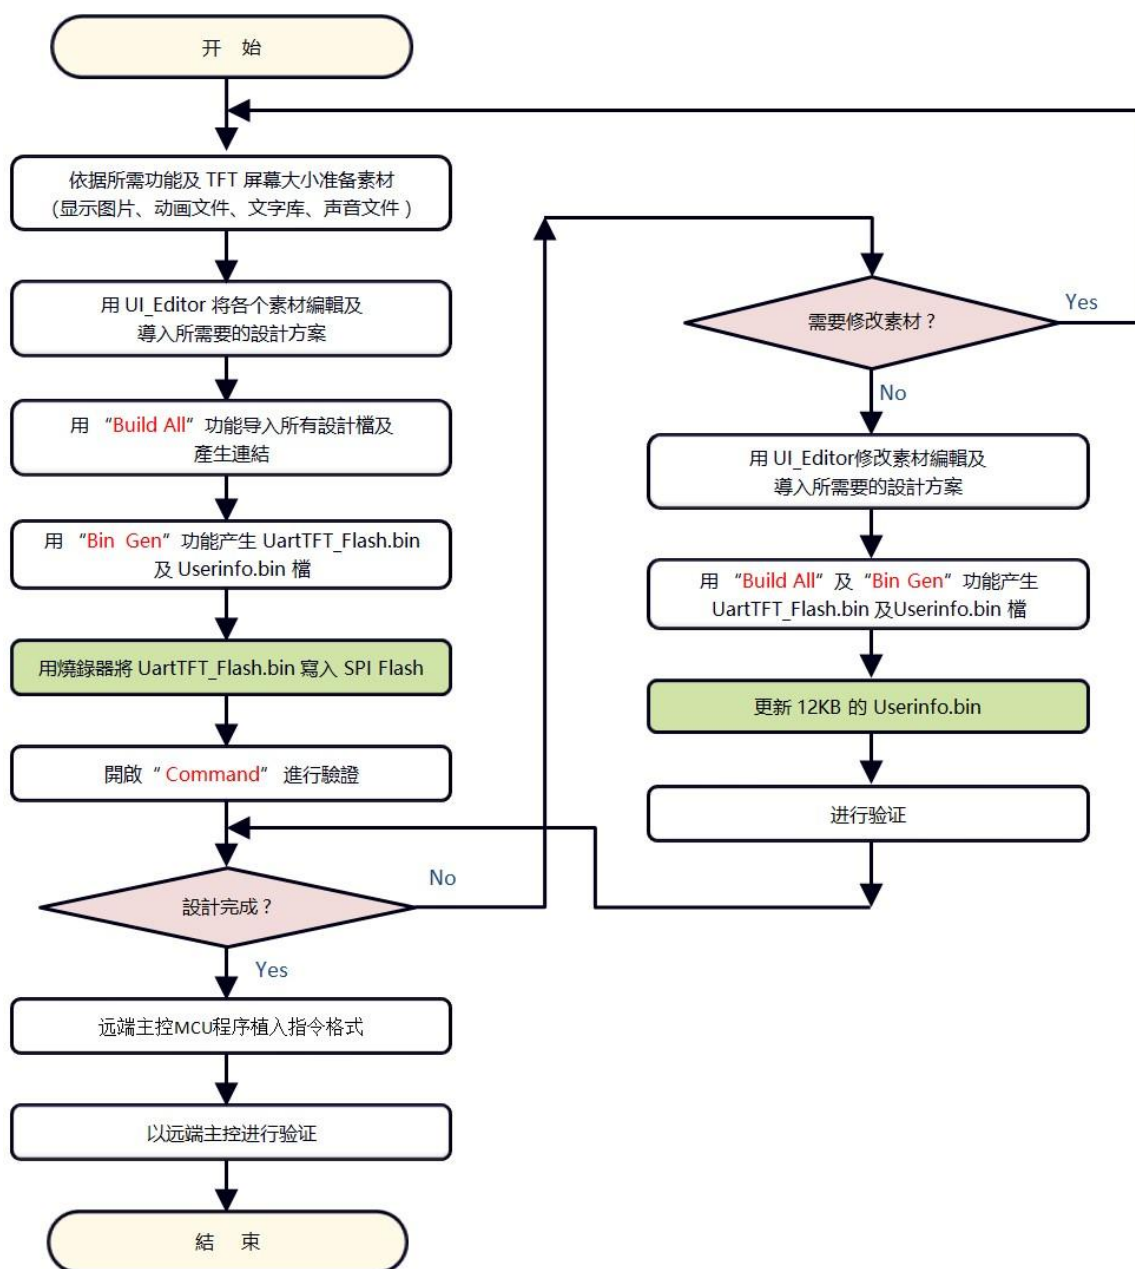 开 始
依据所需功能及 TFT 屏幕大小准备素材
(显示图片、动画文件、文字库、声音文件 )
用 UI_Editor 将各个素材編輯及
導入所需要的設計方案
用 “Build All” 功能导入所有設計檔及
產生連結
用 “Bin Gen” 功能产生 UartTFT_Flash.bin
及 Userinfo.bin 檔
用燒錄器將 UartTFT_Flash.bin 寫入 SPI Flash
開啟 “ Command” 進行驗證
設計完成 ?
No
Yes
远端主控MCU程序植入指令格式
以远端主控进行验证
結 束
需要修改素材 ?
Yes
No
用 UI_Editor修改素材編輯及
導入所需要的設計方案
用 “Build All” 及 “Bin Gen” 功能产生
UartTFT_Flash.bin 及Userinfo.bin 檔
更新 12KB 的 Userinfo.bin
进行验证